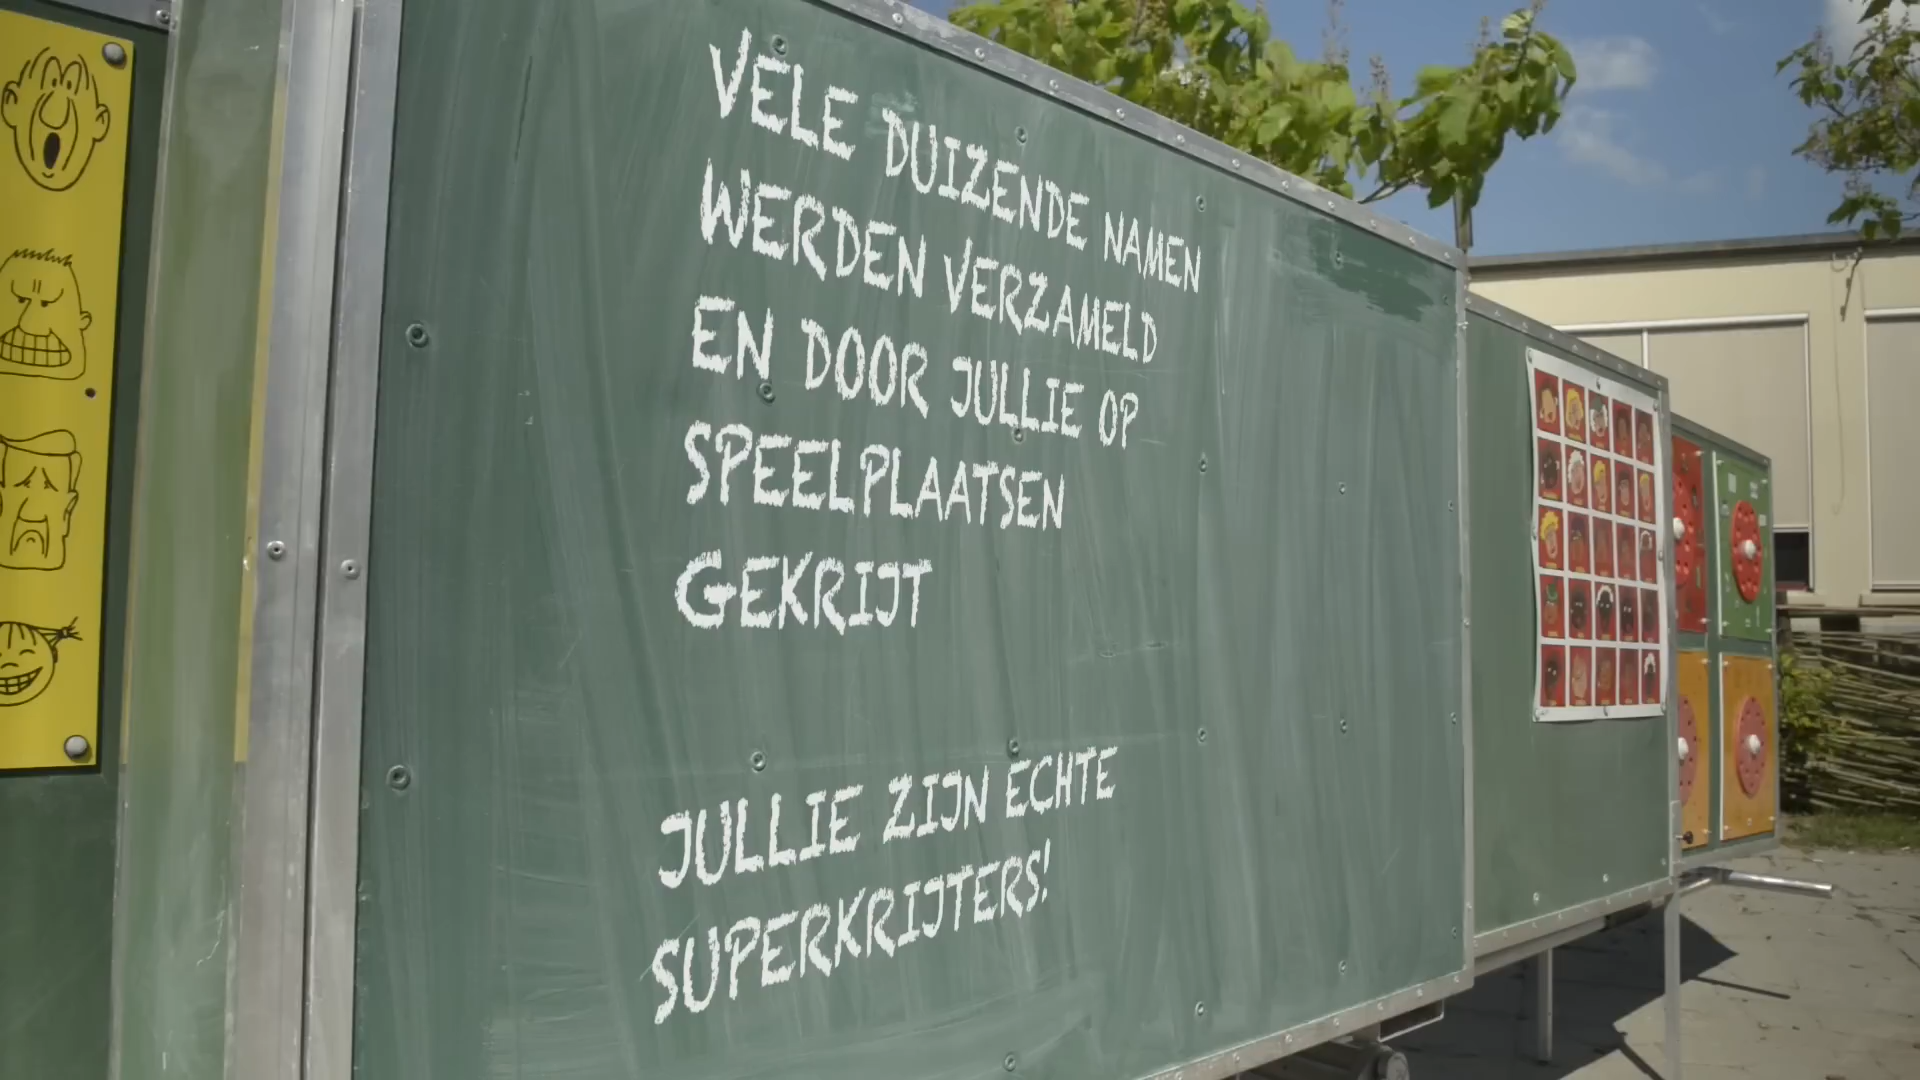 VELE DUIZENDE NAMEN
WERDEN VERZAMELD
EN DOOR JULLIE OP
SPEELPLAATSEN
GEKRIJT
JULLIE ZIJN ECHTE
SUPERKRIJTERS!